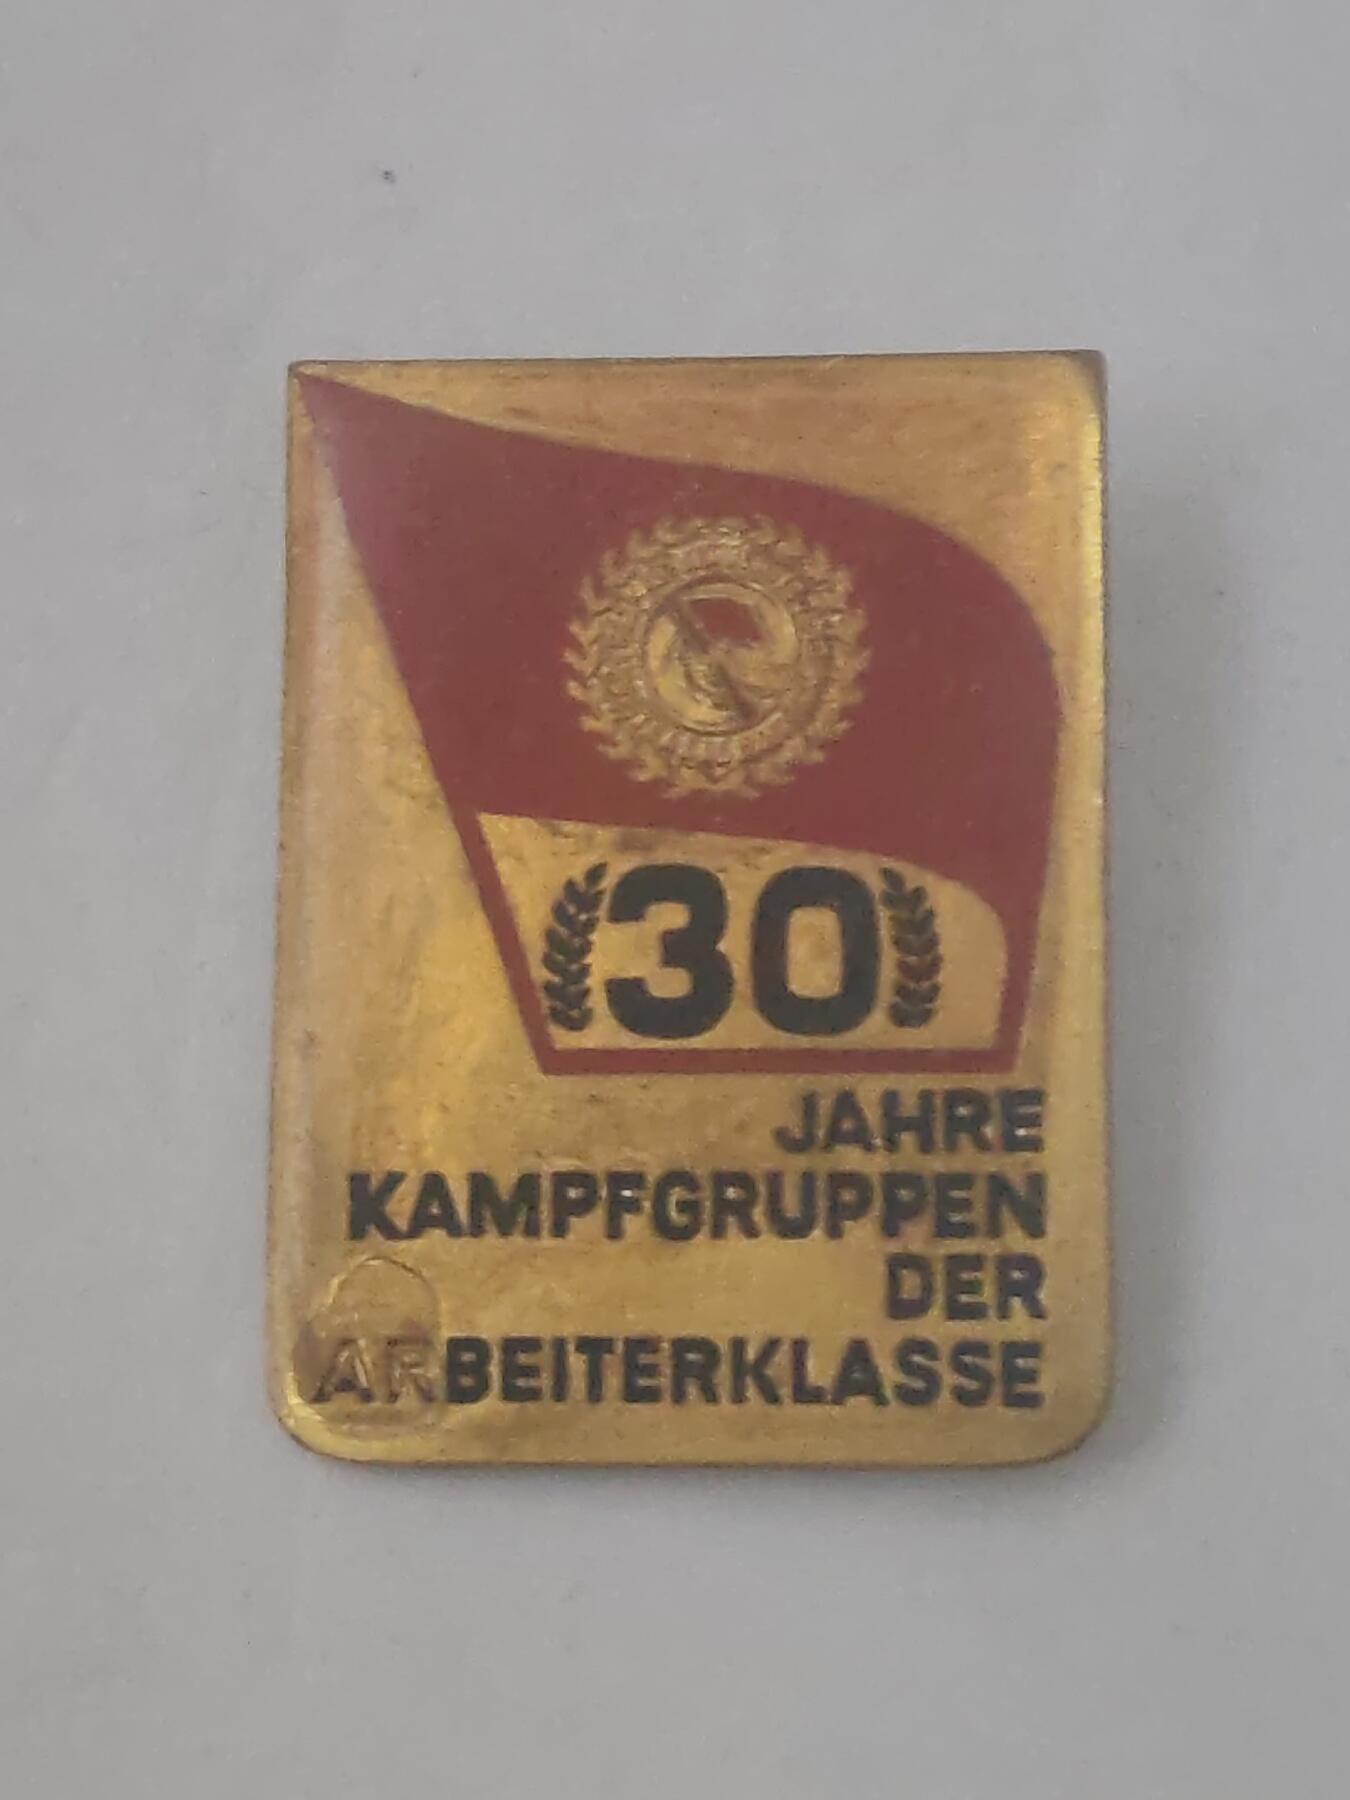 30
JAHRE
KAMPFGRUPPEN
DER
ARBEITERKLASSE